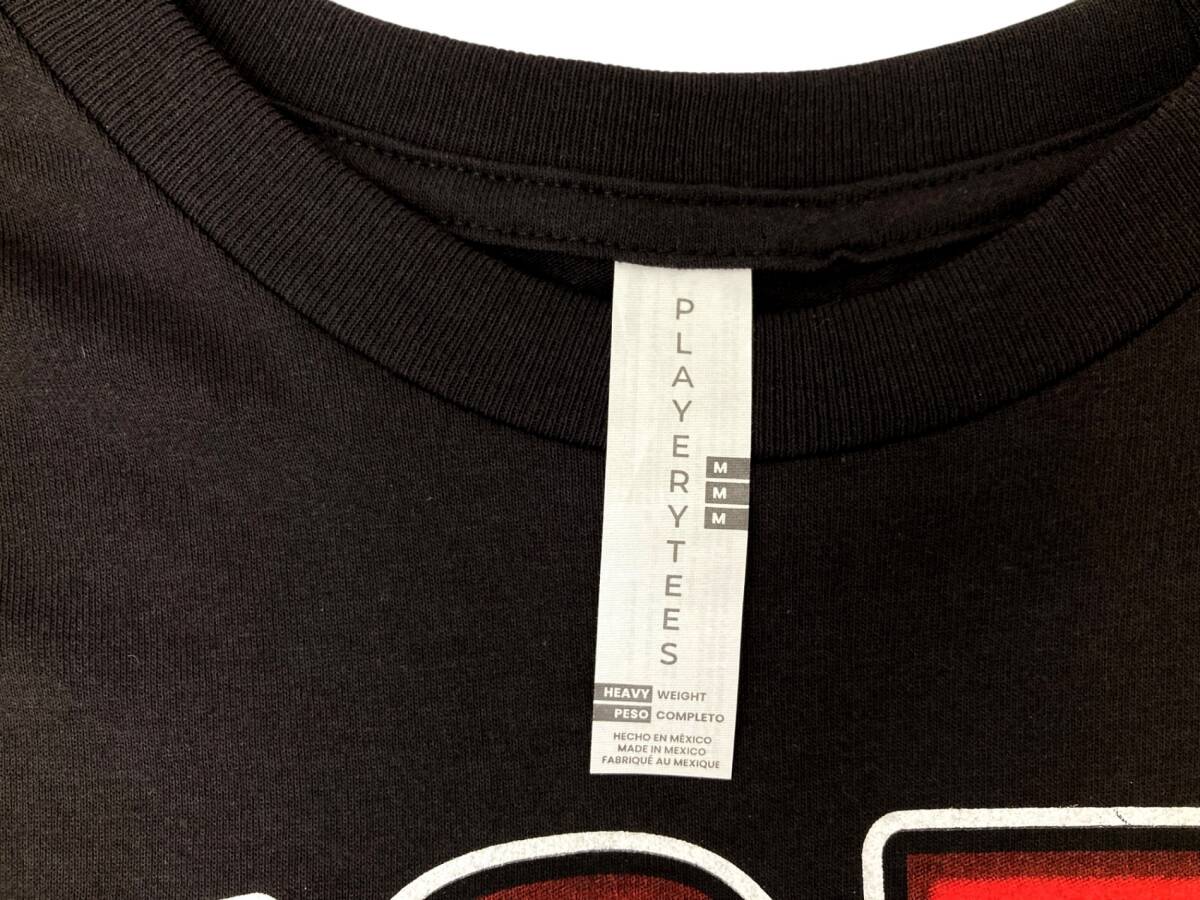 PLAYERYTEES
M
M
M
HEAVY WEIGHT
PESO COMPLETO
HECHO EN MÉXICO
MADE IN MEXICO
FABRIQUÉ AU MEXIQUE